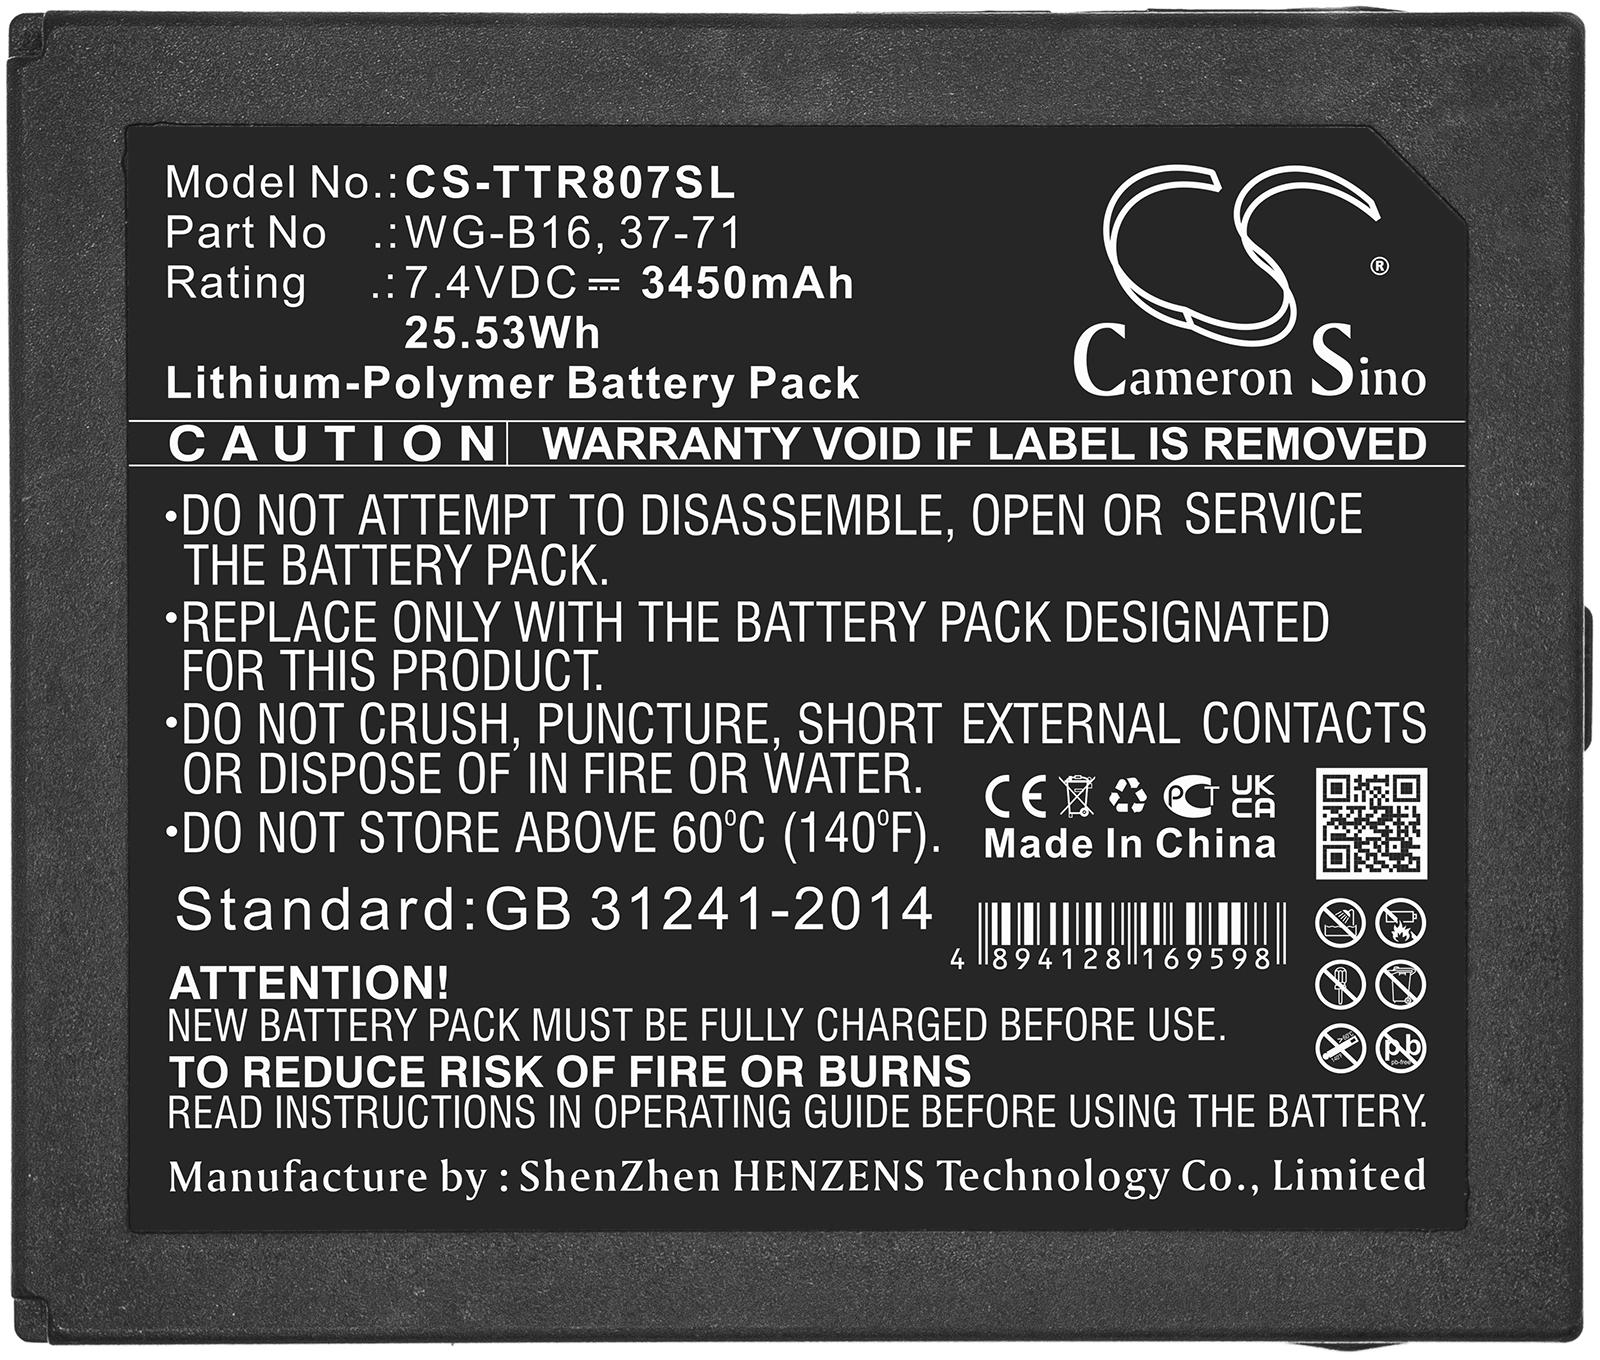 Model No.:CS-TTR807SL
Part No .:WG-B16, 37-71
Rating .:7.4VDC⎓ 3450mAh
25.53Wh
Lithium-Polymer Battery Pack
®
Cameron Sino
CAUTION WARRANTY VOID IF LABEL IS REMOVED
•DO NOT ATTEMPT TO DISASSEMBLE, OPEN OR SERVICE
THE BATTERY PACK.
•REPLACE ONLY WITH THE BATTERY PACK DESIGNATED
FOR THIS PRODUCT.
•DO NOT CRUSH, PUNCTURE, SHORT EXTERNAL CONTACTS
OR DISPOSE OF IN FIRE OR WATER.
•DO NOT STORE ABOVE 60ºC (140ºF).
CE PCT UK
CA
Made In China
Standard:GB 31241-2014
4 894128 169598
ATTENTION!
NEW BATTERY PACK MUST BE FULLY CHARGED BEFORE USE.
TO REDUCE RISK OF FIRE OR BURNS
READ INSTRUCTIONS IN OPERATING GUIDE BEFORE USING THE BATTERY.
pb
pb-free
Manufacture by : ShenZhen HENZENS Technology Co., Limited